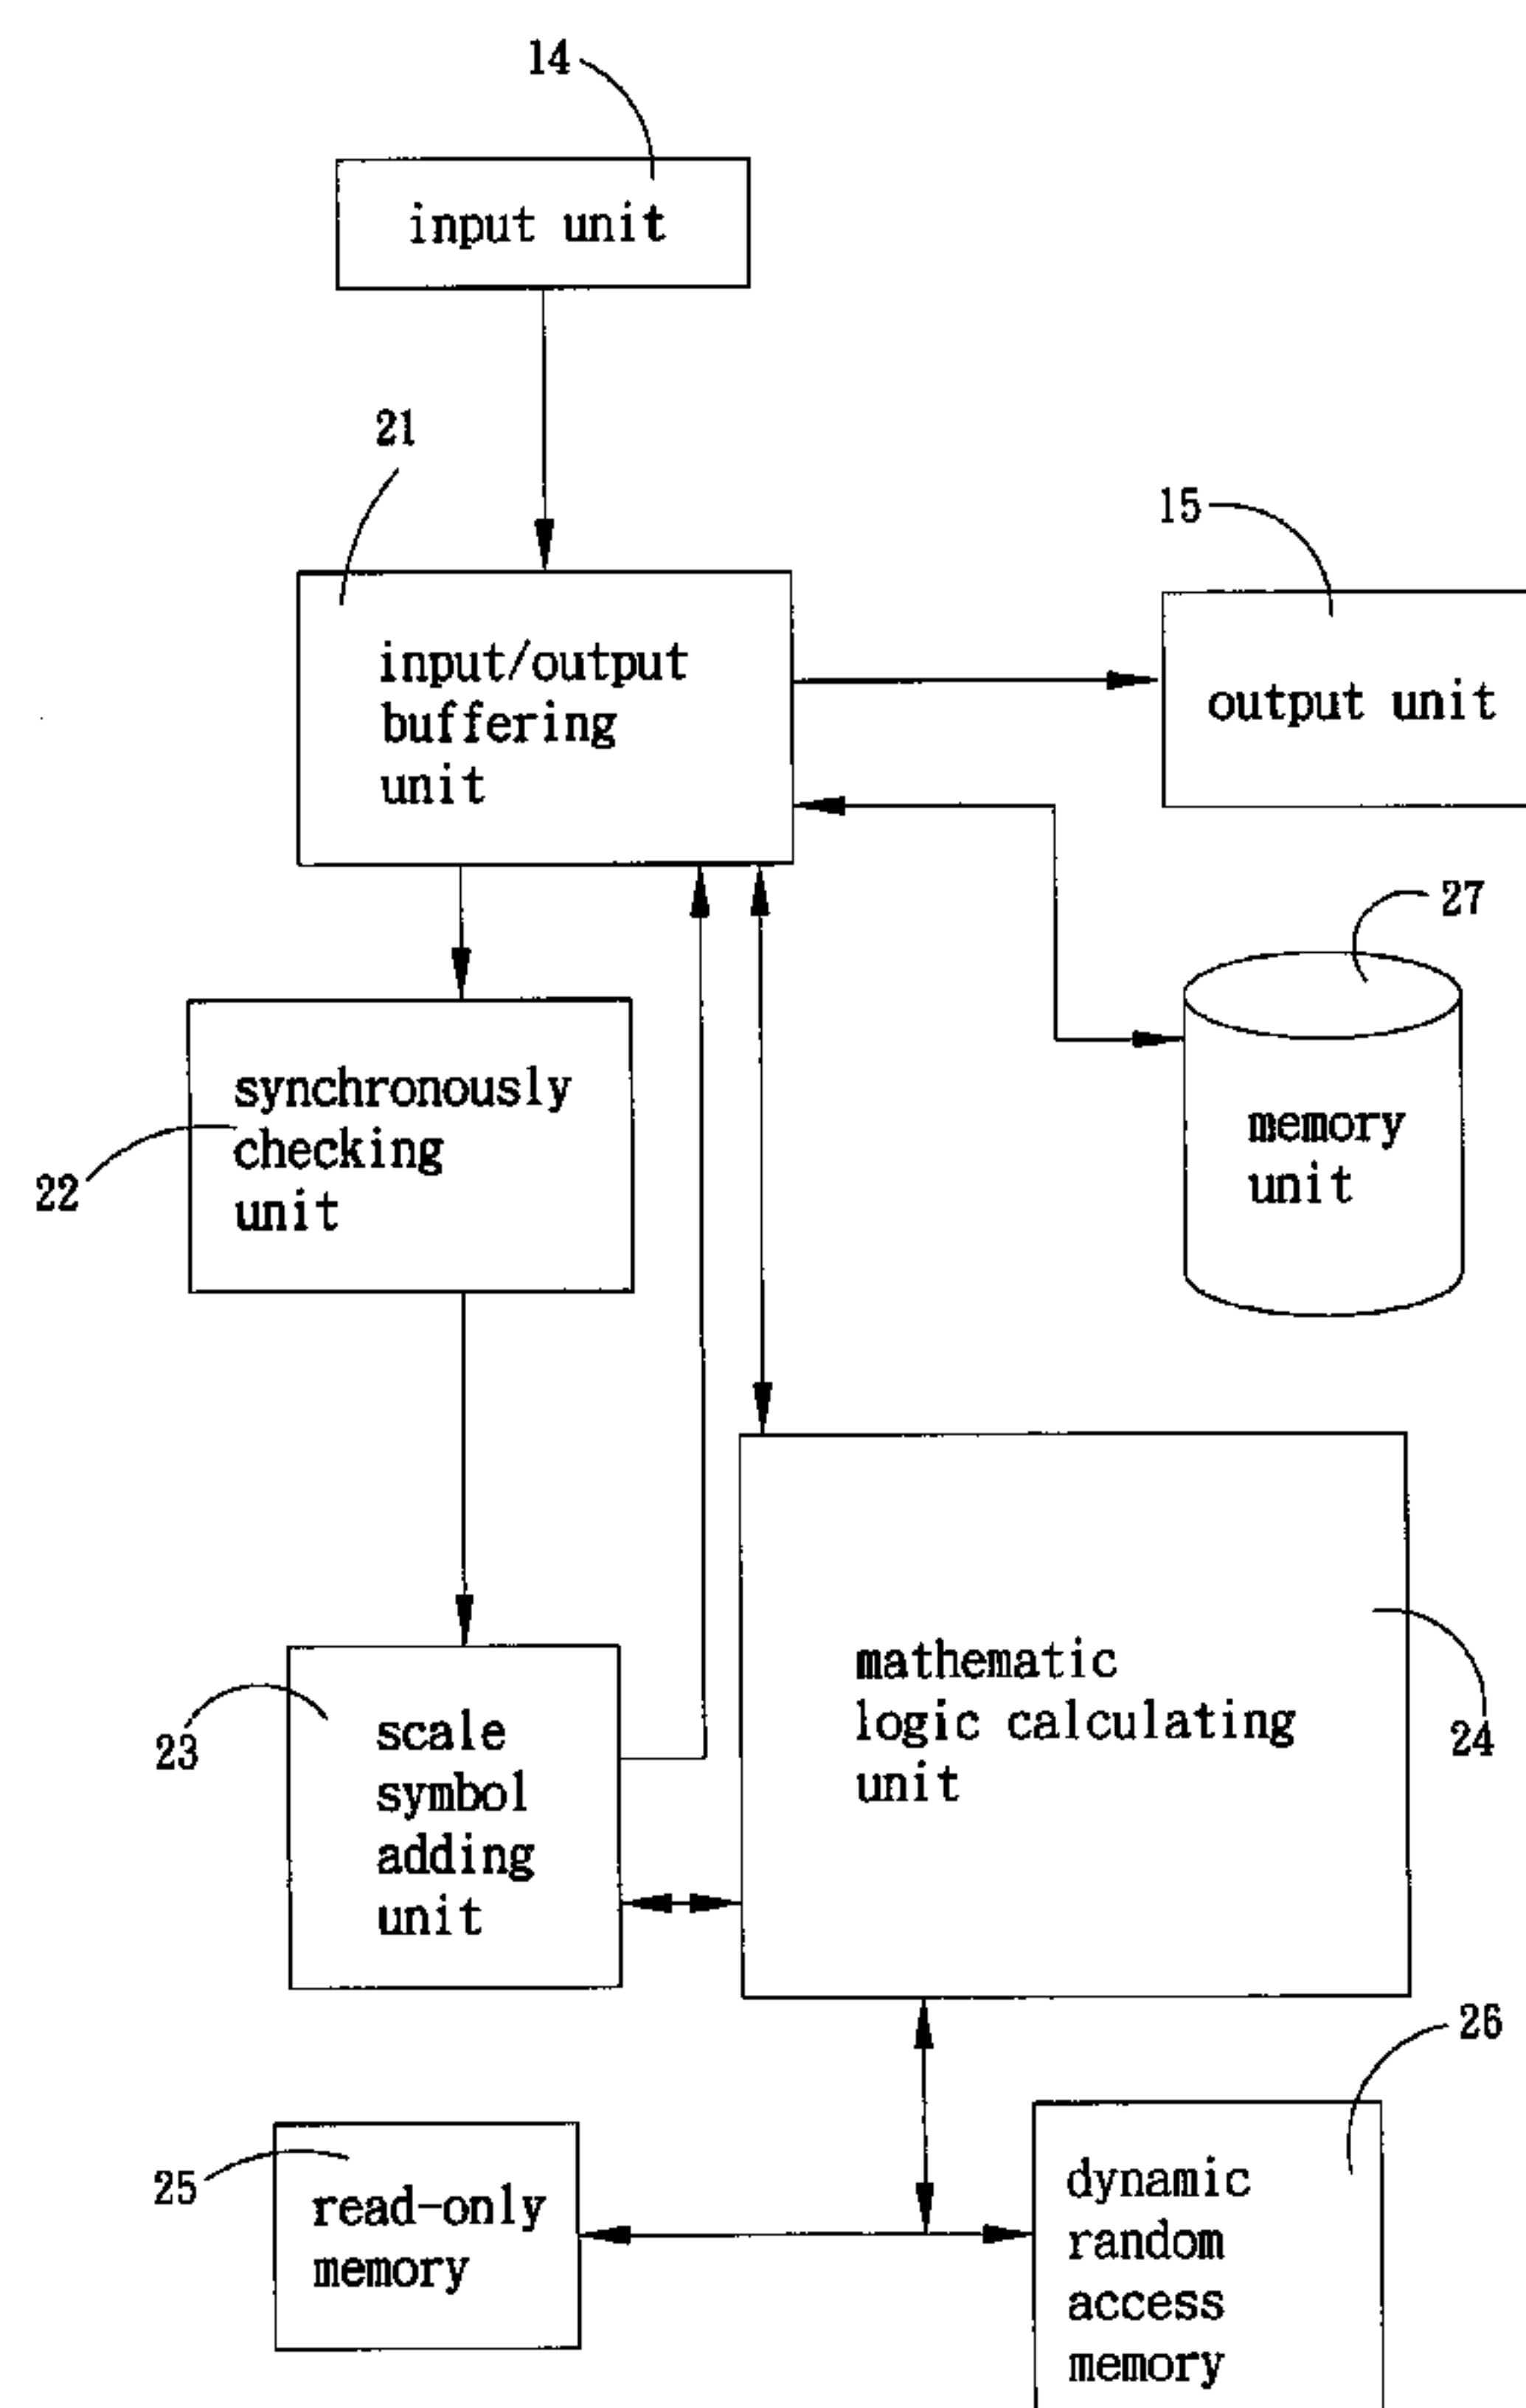 14
input unit
21
15
input/output
buffering
unit
output unit
27
synchronously
checking
unit
22
memory
unit
mathematic
logic calculating
unit
24
23
scale
symbol
adding
unit
26
25
read-only
memory
dynamic
random
access
memory